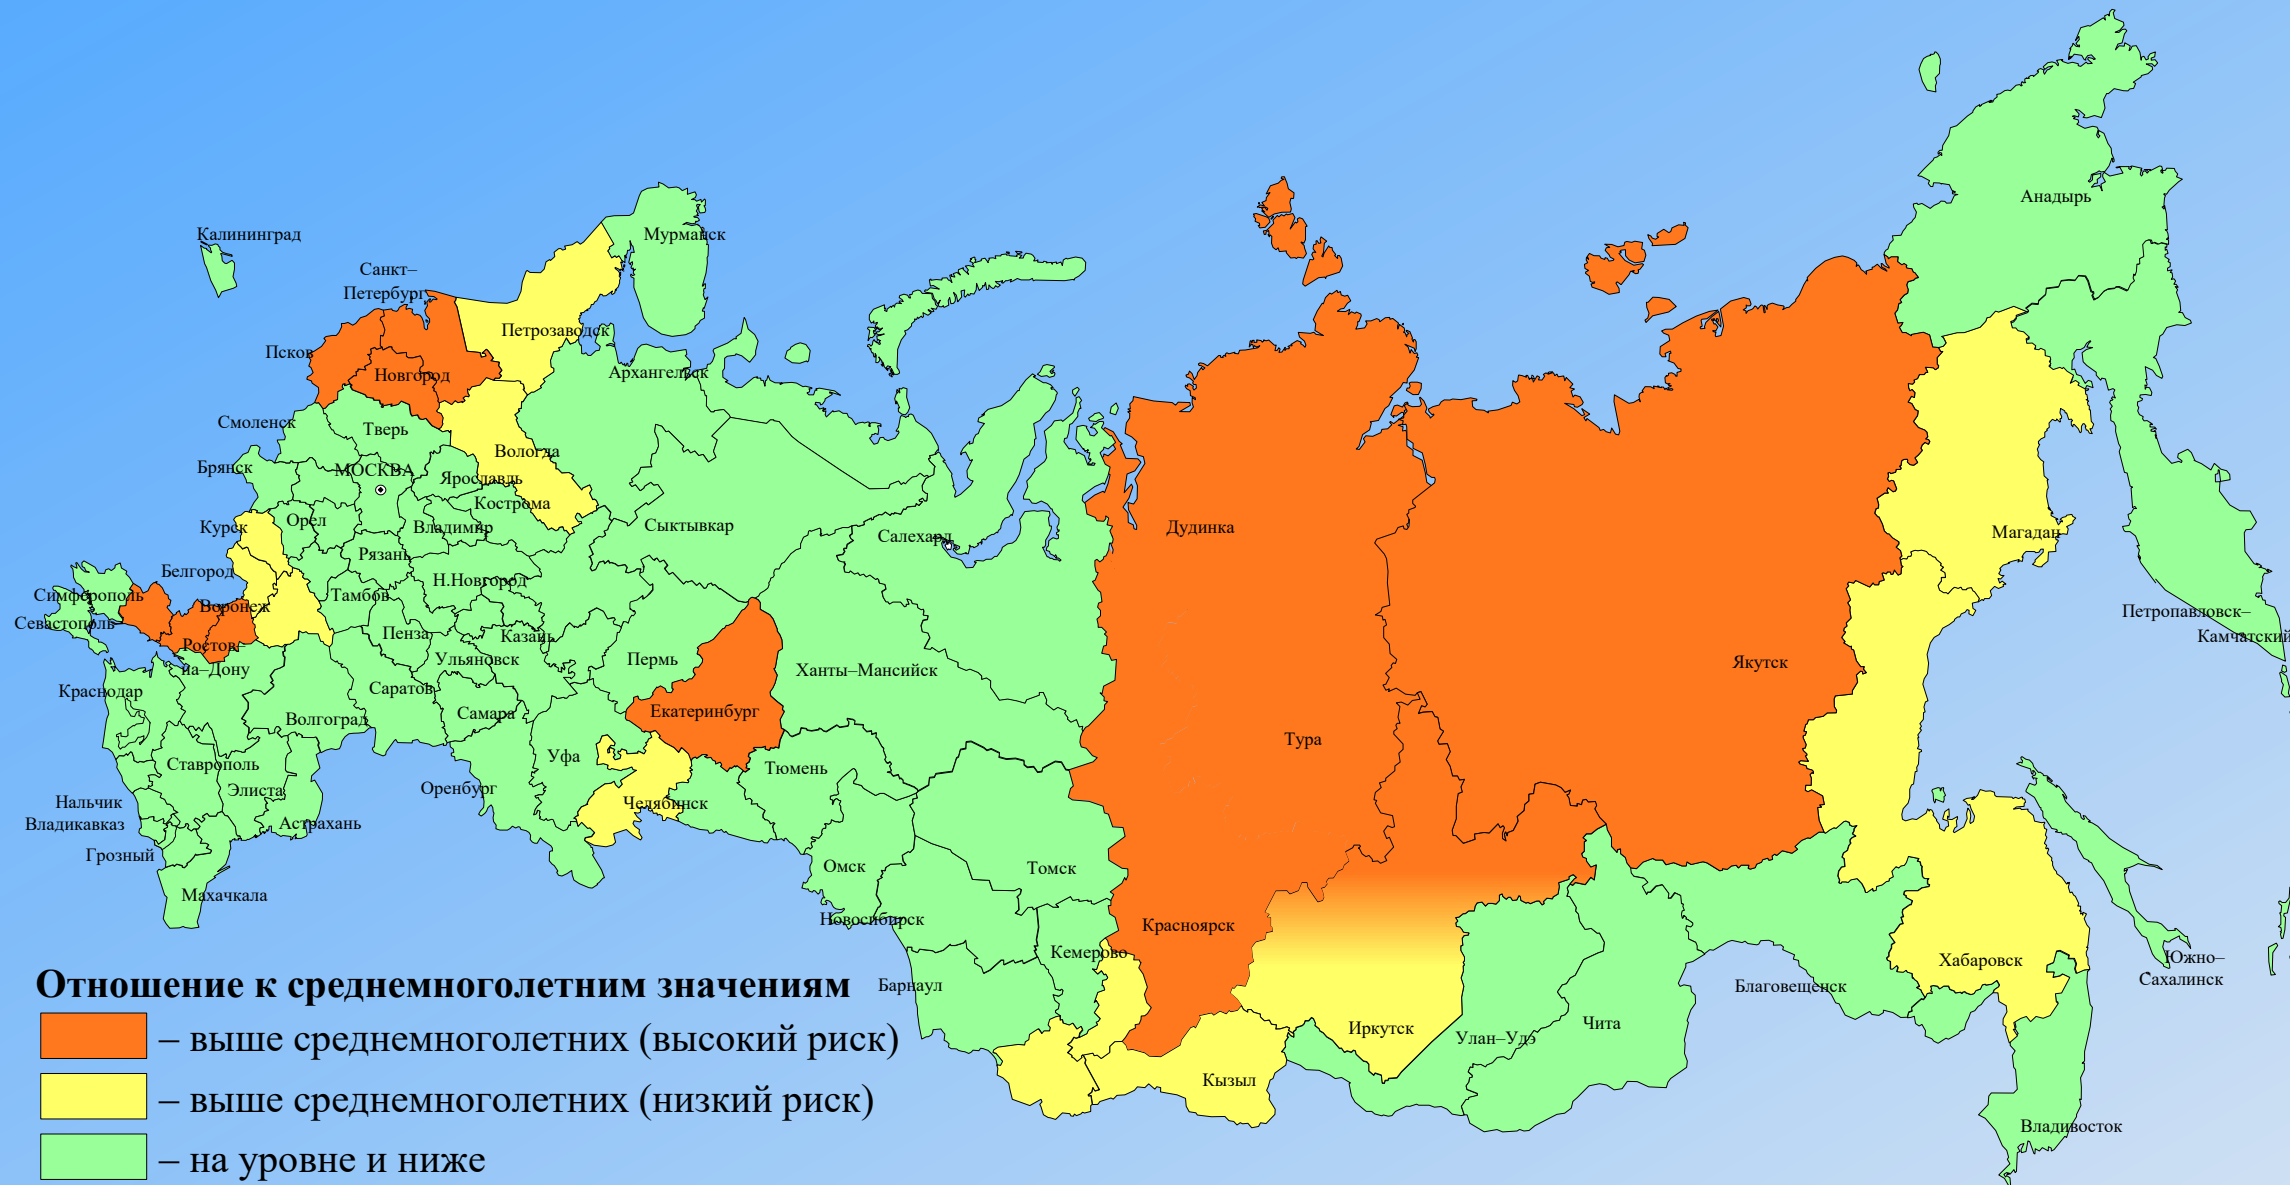 Анадырь
Калининград
Мурманск
Санкт–
Петербург
Петрозаводск
Псков
Новгород
Архангельск
Смоленск
Тверь
Вологда
Брянск
МОСКВА
Ярославль
Кострома
Курск
Орел
Владимир
Сыктывкар
Салехард
Дудинка
Магадан
Рязань
Белгород
Н.Новгород
Симферополь
Воронеж
Тамбов
Севастополь
Петропавловск–
Камчатский
Ростов–
на–Дону
Пенза
Казань
Ульяновск
Пермь
Ханты–Мансийск
Якутск
Краснодар
Саратов
Самара
Волгоград
Екатеринбург
Тура
Уфа
Ставрополь
Тюмень
Элиста
Оренбург
Нальчик
Челябинск
Владикавказ
Астрахань
Грозный
Омск
Томск
Махачкала
Новосибирск
Красноярск
Кемерово
Хабаровск
Южно–
Сахалинск
Барнаул
Благовещенск
Иркутск
Улан–Удэ
Чита
Кызыл
Владивосток
Отношение к среднемноголетним значениям
– выше среднемноголетних (высокий риск)
– выше среднемноголетних (низкий риск)
– на уровне и ниже